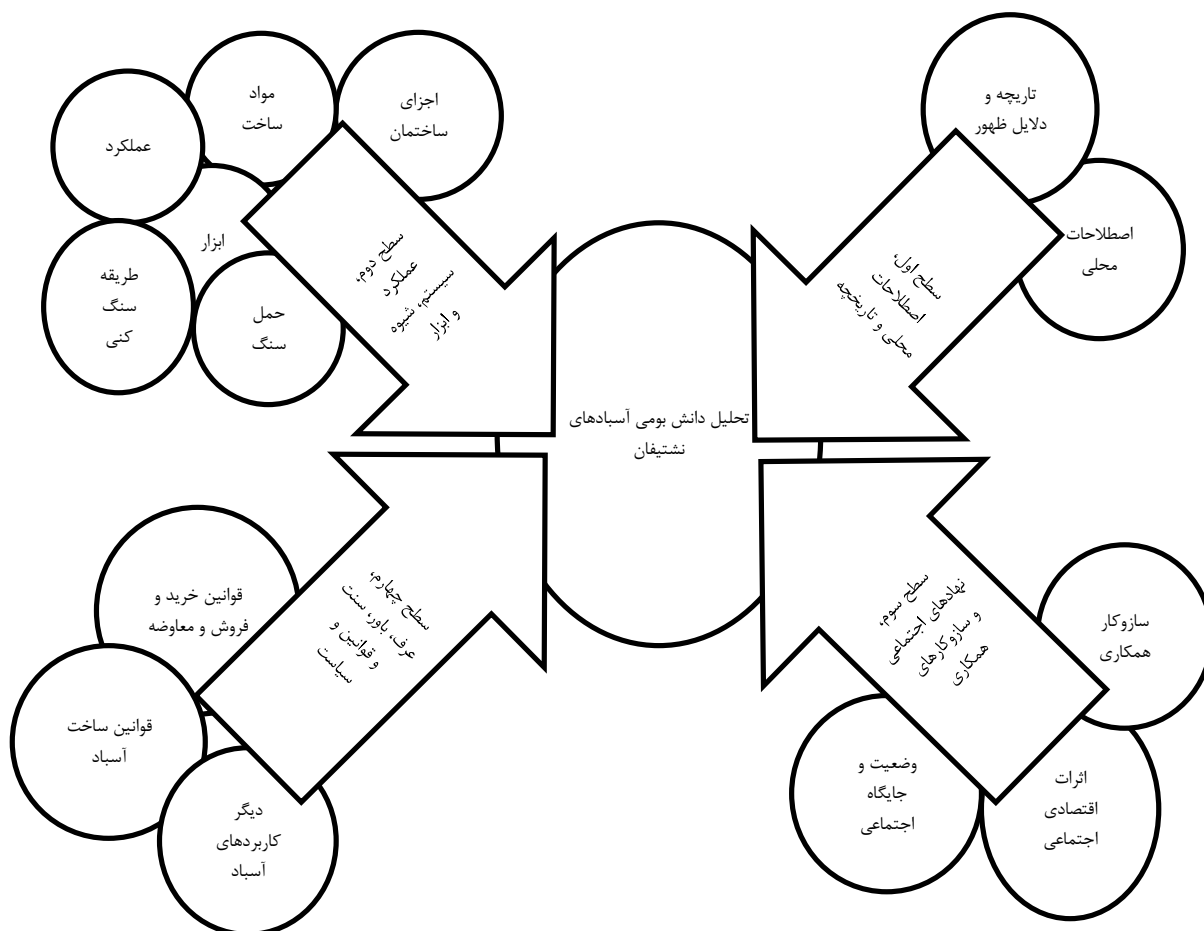 تاریچه و
دلایل ظهور
اصطلاحات
محلی
سطح اول،
اصطلاحات
محلی و تاریخچه
اجزای
ساختمان
مواد
ساخت
عملکرد
ابزار
طریقه
سنگ
کنی
حمل
سنگ
سطح دوم،
عملکرد
سیستم، شیوه
و ابزار
تحلیل دانش بومی آسبادهای
نشتیفان
سازوکار
همکاری
اثرات
اقتصادی
اجتماعی
وضعیت و
جایگاه
اجتماعی
سطح سوم،
نهادهای اجتماعی
و سازوکارهای
همکاری
قوانین خرید و
فروش و معاوضه
قوانین ساخت
آسباد
دیگر
کاربردهای
آسباد
سطح چهارم،
عرف، باور، سنت
و قوانین و
سیاست